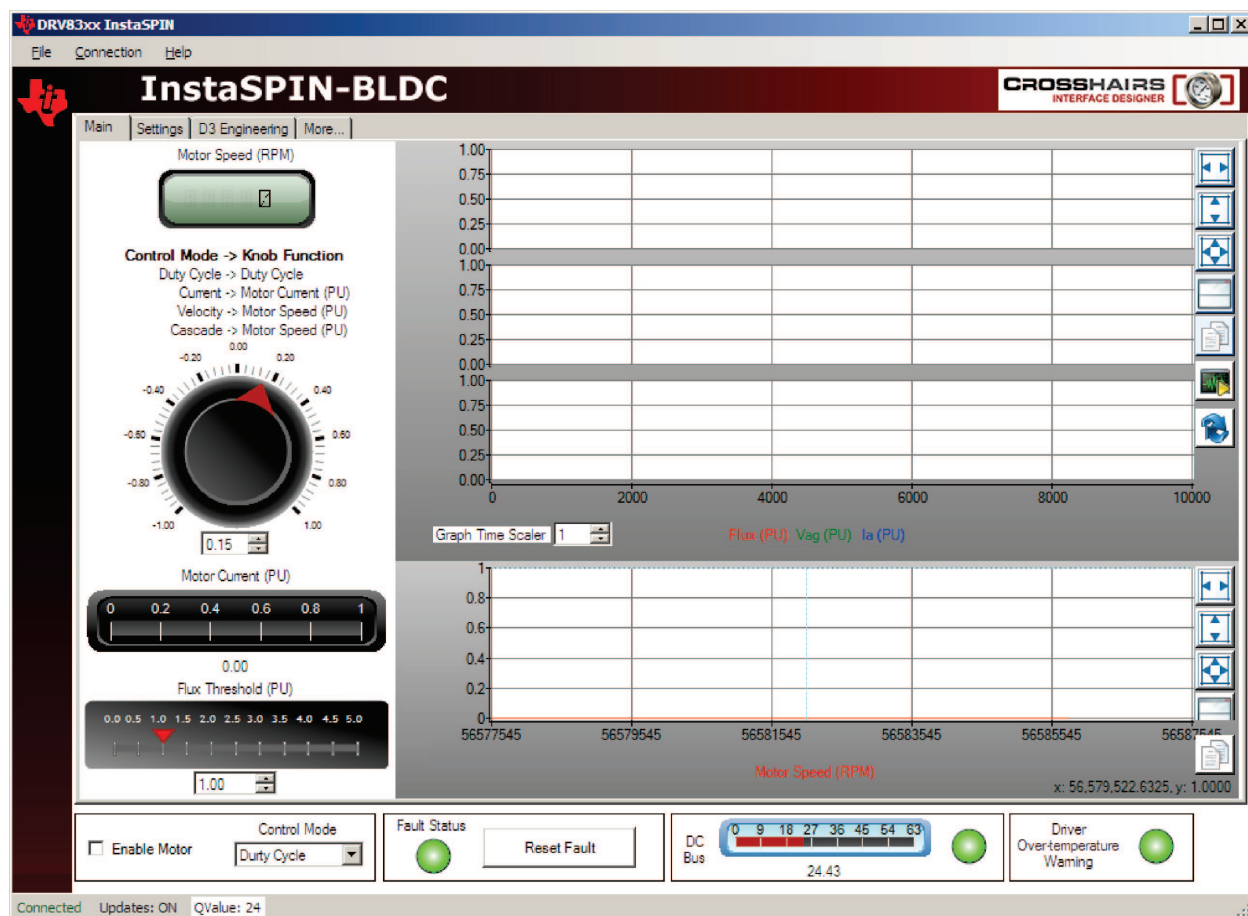 DRV83xx InstaSPIN
File Connection Help
InstaSPIN-BLDC
CROSSHAIRS
INTERFACE DESIGNER
Main Settings D3 Engineering More...
Motor Speed (RPM)
0
Control Mode -> Knob Function
Duty Cycle -> Duty Cycle
Current -> Motor Current (PU)
Velocity -> Motor Speed (PU)
Cascade -> Motor Speed (PU)
0.00
-0.20 0.20
-0.40 0.40
-0.60 0.60
-0.80 0.80
-1.00 1.00
0.15
Motor Current (PU)
0 0.2 0.4 0.6 0.8 1
0.00
Flux Threshold (PU)
0.0 0.5 1.0 1.5 2.0 2.5 3.0 3.5 4.0 4.5 5.0
1.00
1.00
0.75
0.50
0.25
0.00
1.00
0.75
0.50
0.25
0.00
1.00
0.75
0.50
0.25
0.00
0 2000 4000 6000 8000 10000
Graph Time Scaler 1 Flux (PU) Vag (PU) Ia (PU)
1
0.8
0.6
0.4
0.2
0
56577545 56579545 56581545 56583545 56585545 56587545
Motor Speed (RPM)
x: 56,579,522.6325, y: 1.0000
Enable Motor
Control Mode
Durty Cycle
Fault Status
Reset Fault
DC
Bus
0 9 18 27 36 45 54 63
24.43
Driver
Over-temperature
Warning
Connected Updates: ON QValue: 24